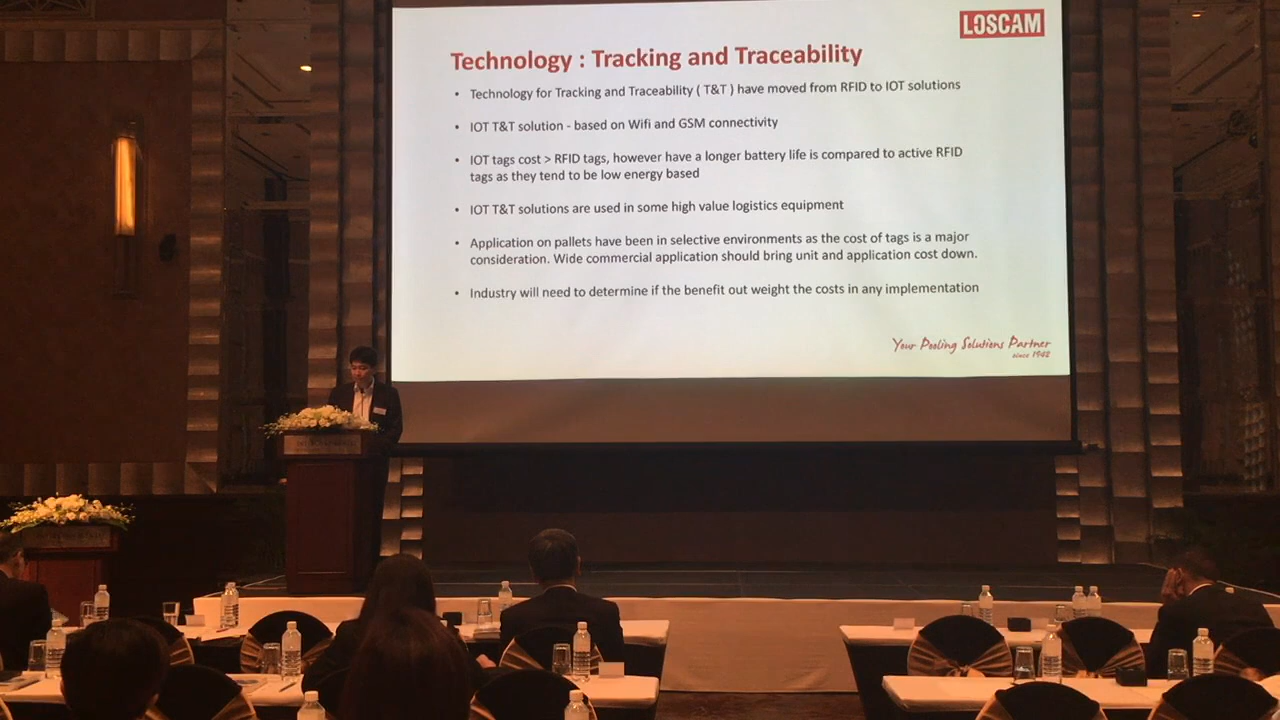 LOSCAM
Technology : Tracking and Traceability
• Technology for Tracking and Traceability ( T&T ) have moved from RFID to IOT solutions
• IOT T&T solution - based on Wifi and GSM connectivity
• IOT tags cost > RFID tags, however have a longer battery life is compared to active RFID
tags as they tend to be low energy based
• IOT T&T solutions are used in some high value logistics equipment
• Application on pallets have been in selective environments as the cost of tags is a major
consideration. Wide commercial application should bring unit and application cost down.
• Industry will need to determine if the benefit out weight the costs in any implementation
Your Pooling Solutions Partner
since 1942